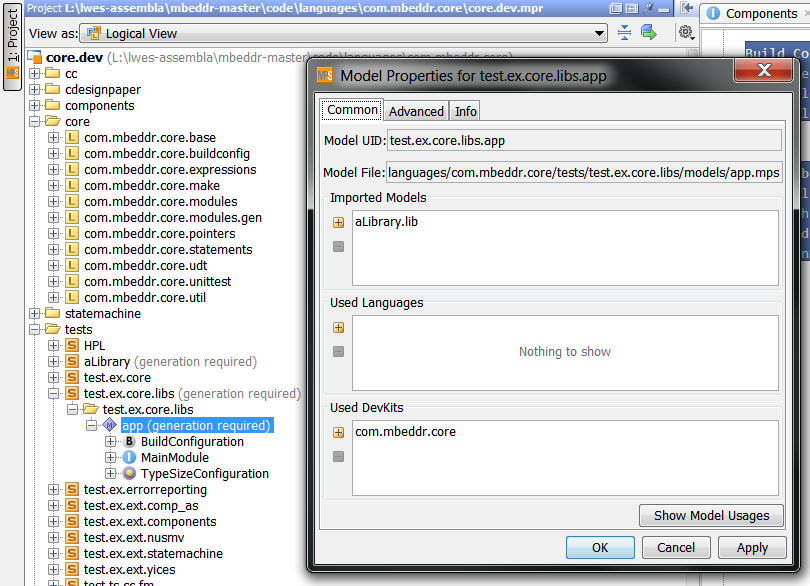 Project L:\lwes-assembla\mbeddr-master\code\languages\com.mbeddr.core\core.dev.mpr
1: Project
View as: Logical View
core.dev (L:\lwes-assembla\mbeddr-master\code\languages\com.mbeddr.core)
cc
cdesignpaper
components
core
com.mbeddr.core.base
com.mbeddr.core.buildconfig
com.mbeddr.core.expressions
com.mbeddr.core.make
com.mbeddr.core.modules
com.mbeddr.core.modules.gen
com.mbeddr.core.pointers
com.mbeddr.core.statements
com.mbeddr.core.udt
com.mbeddr.core.unittest
com.mbeddr.core.util
statemachine
tests
HPL
aLibrary (generation required)
test.ex.core
test.ex.core.libs (generation required)
test.ex.core.libs
app (generation required)
BuildConfiguration
MainModule
TypeSizeConfiguration
test.ex.errorreporting
test.ex.ext.comp_as
test.ex.ext.components
test.ex.ext.nusmv
test.ex.ext.statemachine
test.ex.ext.yices
test.ts.cc.fm
Components
Build Co
Model Properties for test.ex.core.libs.app
Common Advanced Info
Model UID: test.ex.core.libs.app
Model File: languages/com.mbeddr.core/tests/test.ex.core.libs/models/app.mps
Imported Models
aLibrary.lib
Used Languages
Nothing to show
Used DevKits
com.mbeddr.core
Show Model Usages
OK Cancel Apply